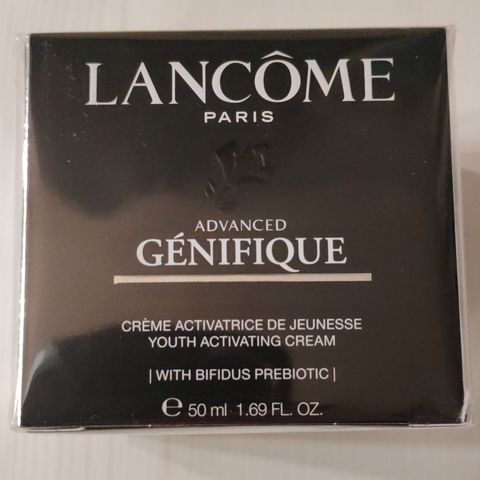 LANCÔME
PARIS
ADVANCED
GÉNIFIQUE
CRÈME ACTIVATRICE DE JEUNESSE
YOUTH ACTIVATING CREAM
| WITH BIFIDUS PREBIOTIC |
℮ 50 ml 1.69 FL. OZ.